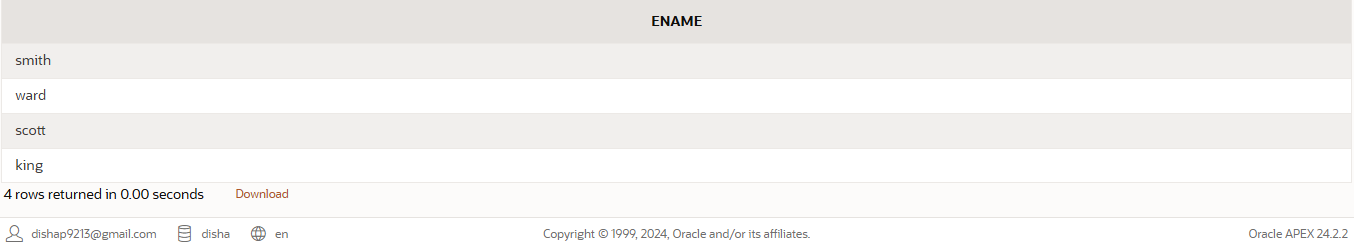 ENAME
smith
ward
scott
king
4 rows returned in 0.00 seconds Download
dishap9213@gmail.com disha en Copyright © 1999, 2024, Oracle and/or its affiliates. Oracle APEX 24.2.2